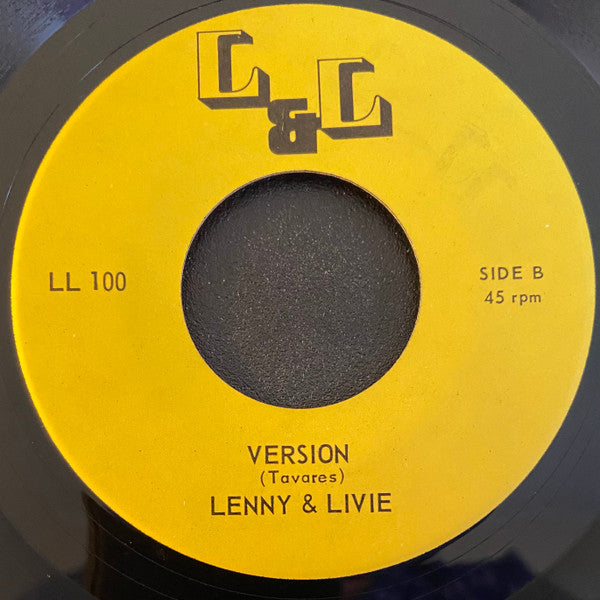 L&L
LL 100
SIDE B
45 rpm
VERSION
(Tavares)
LENNY & LIVIE